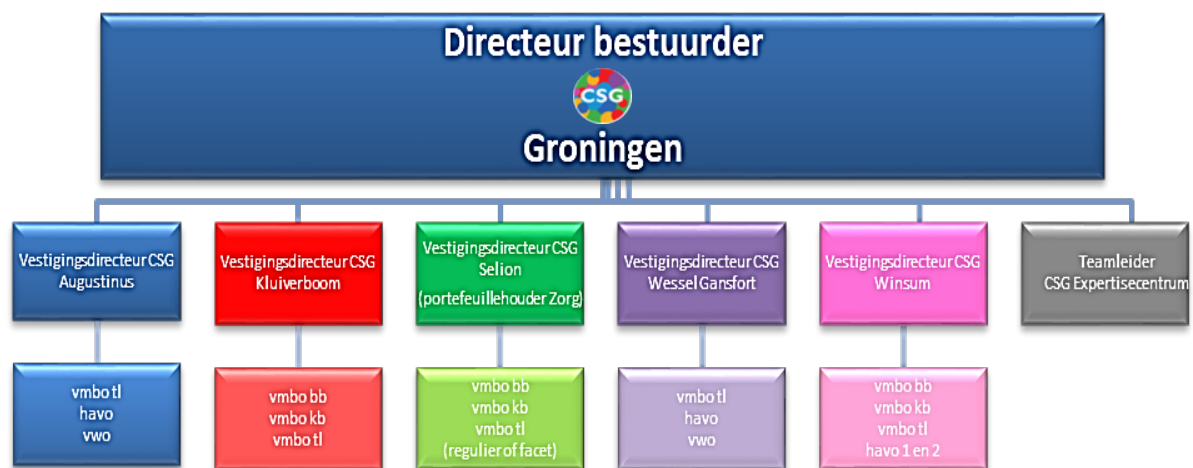 Directeur bestuurder
CSG
Groningen
Vestigingsdirecteur CSG
Augustinus
Vestigingsdirecteur CSG
Kluiverboom
Vestigingsdirecteur CSG
Selion
(portefeuillehouder Zorg)
Vestigingsdirecteur CSG
Wessel Gansfort
Vestigingsdirecteur CSG
Winsum
Teamleider
CSG Expertisecentrum
vmbo tl
havo
vwo
vmbo bb
vmbo kb
vmbo tl
vmbo bb
vmbo kb
vmbo tl
(regulier of facet)
vmbo tl
havo
vwo
vmbo bb
vmbo kb
vmbo tl
havo 1 en 2